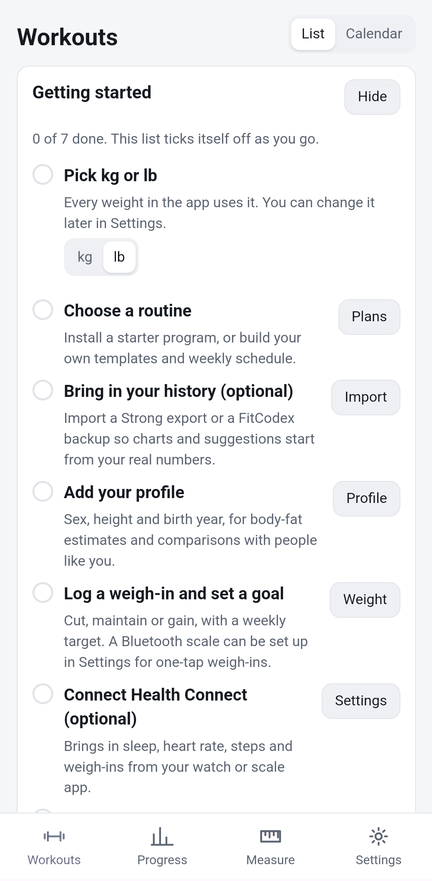 Workouts
List
Calendar
Getting started
Hide
0 of 7 done. This list ticks itself off as you go.
Pick kg or lb
Every weight in the app uses it. You can change it
later in Settings.
kg
lb
Choose a routine
Plans
Install a starter program, or build your
own templates and weekly schedule.
Bring in your history (optional)
Import
Import a Strong export or a FitCodex
backup so charts and suggestions start
from your real numbers.
Add your profile
Profile
Sex, height and birth year, for body-fat
estimates and comparisons with people
like you.
Log a weigh-in and set a goal
Weight
Cut, maintain or gain, with a weekly
target. A Bluetooth scale can be set up
in Settings for one-tap weigh-ins.
Connect Health Connect
(optional)
Settings
Brings in sleep, heart rate, steps and
weigh-ins from your watch or scale
app.
Workouts
Progress
Measure
Settings